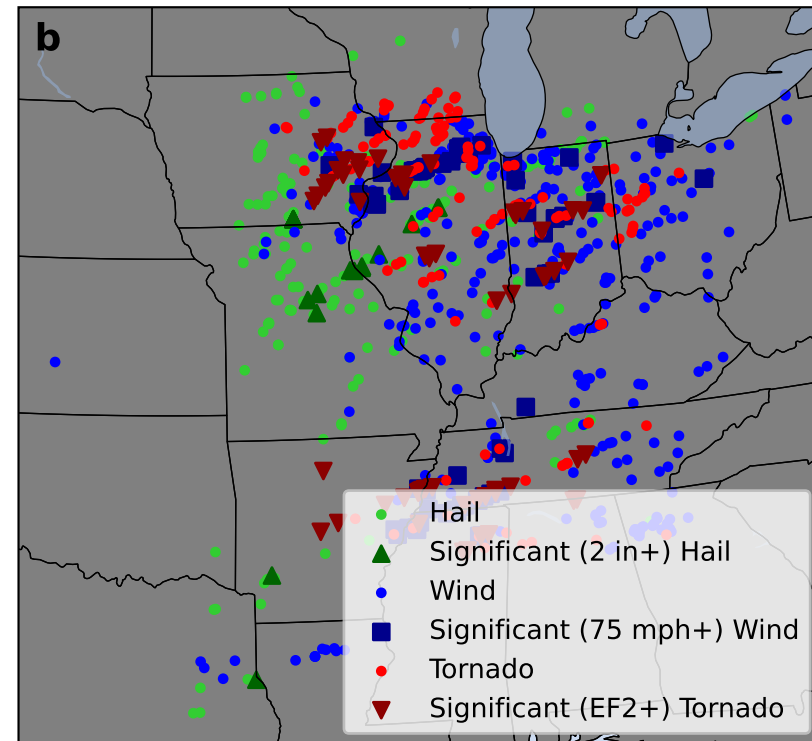 b
Hail
Significant (2 in+) Hail
Wind
Significant (75 mph+) Wind
Tornado
Significant (EF2+) Tornado